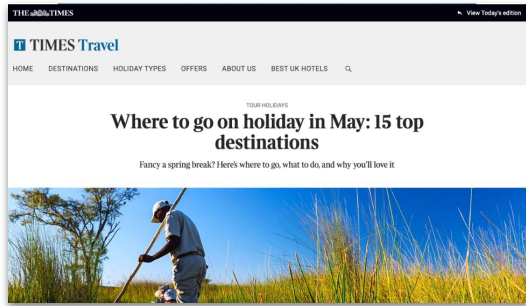 THE TIMES
View Today's edition
T TIMES Travel
HOME DESTINATIONS HOLIDAY TYPES OFFERS ABOUT US BEST UK HOTELS
TOUR HOLIDAYS
Where to go on holiday in May: 15 top
destinations
Fancy a spring break? Here's where to go, what to do, and why you'll love it